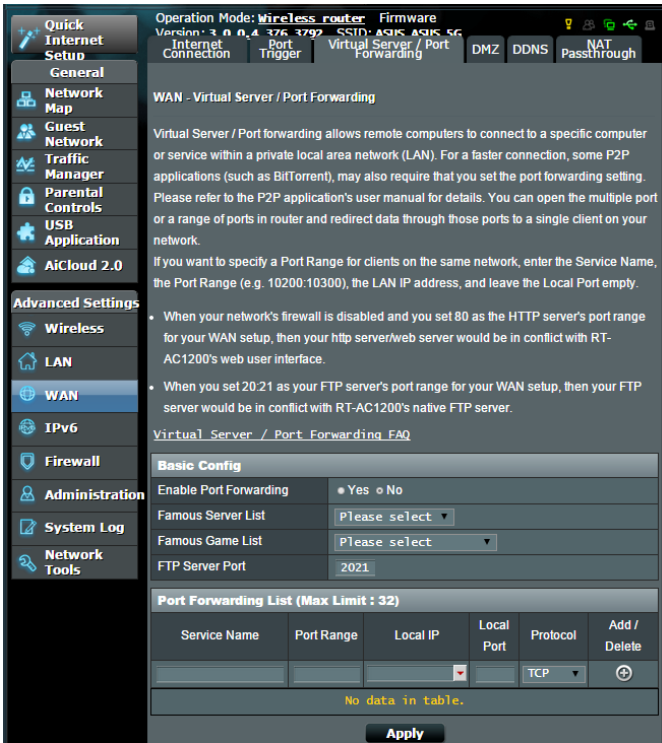 Quick Internet Setup
Operation Mode: Wireless router Firmware
Version: 3.0.0.4.376_3792 SSID: ASUS ASUS_5G
Internet Connection
Port Trigger
Virtual Server / Port Forwarding
DMZ
DDNS
NAT Passthrough
General
Network Map
Guest Network
Traffic Manager
Parental Controls
USB Application
AiCloud 2.0
Advanced Settings
Wireless
LAN
WAN
IPv6
Firewall
Administration
System Log
Network Tools
WAN - Virtual Server / Port Forwarding
Virtual Server / Port forwarding allows remote computers to connect to a specific computer
or service within a private local area network (LAN). For a faster connection, some P2P
applications (such as BitTorrent), may also require that you set the port forwarding setting.
Please refer to the P2P application's user manual for details. You can open the multiple port
or a range of ports in router and redirect data through those ports to a single client on your
network.
If you want to specify a Port Range for clients on the same network, enter the Service Name,
the Port Range (e.g. 10200:10300), the LAN IP address, and leave the Local Port empty.
• When your network's firewall is disabled and you set 80 as the HTTP server's port range
for your WAN setup, then your http server/web server would be in conflict with RT-
AC1200's web user interface.
• When you set 20:21 as your FTP server's port range for your WAN setup, then your FTP
server would be in conflict with RT-AC1200's native FTP server.
Virtual Server / Port Forwarding FAQ
Basic Config
Enable Port Forwarding Yes No
Famous Server List Please select
Famous Game List Please select
FTP Server Port 2021
Port Forwarding List (Max Limit : 32)
Service Name Port Range Local IP Local Port Protocol Add / Delete
TCP
No data in table.
Apply